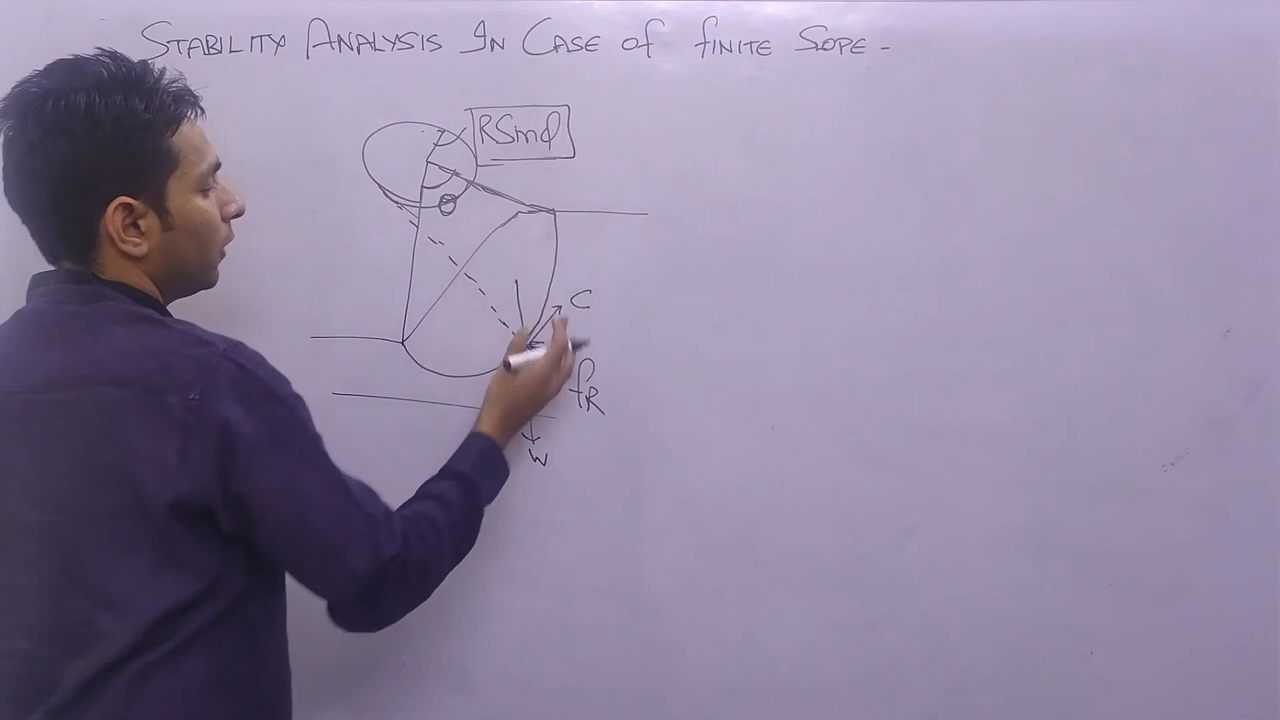 STABILITY ANALYSIS IN CASE OF fINITE SOPE -
RSinΦ
θ
C
fR
W